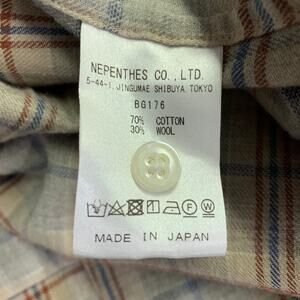 NEPENTHES CO., LTD.
5-44-1, JINGUMAE SHIBUYA, TOKYO
BG176
70% COTTON
30% WOOL
MADE IN JAPAN